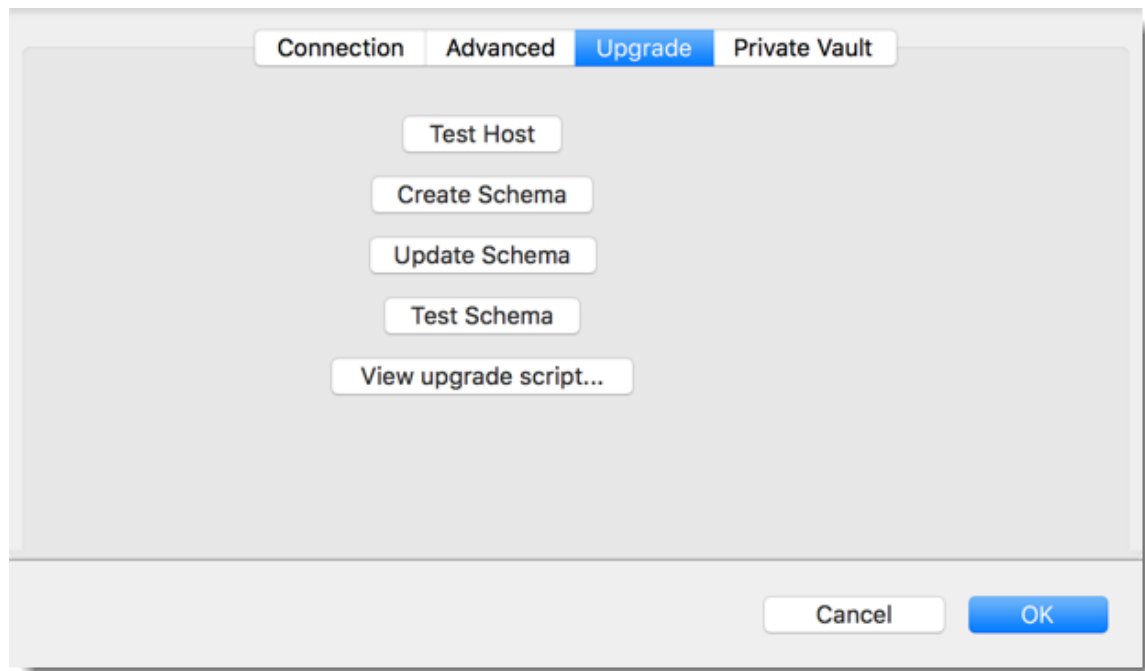 Connection Advanced Upgrade Private Vault
Test Host
Create Schema
Update Schema
Test Schema
View upgrade script...
Cancel OK